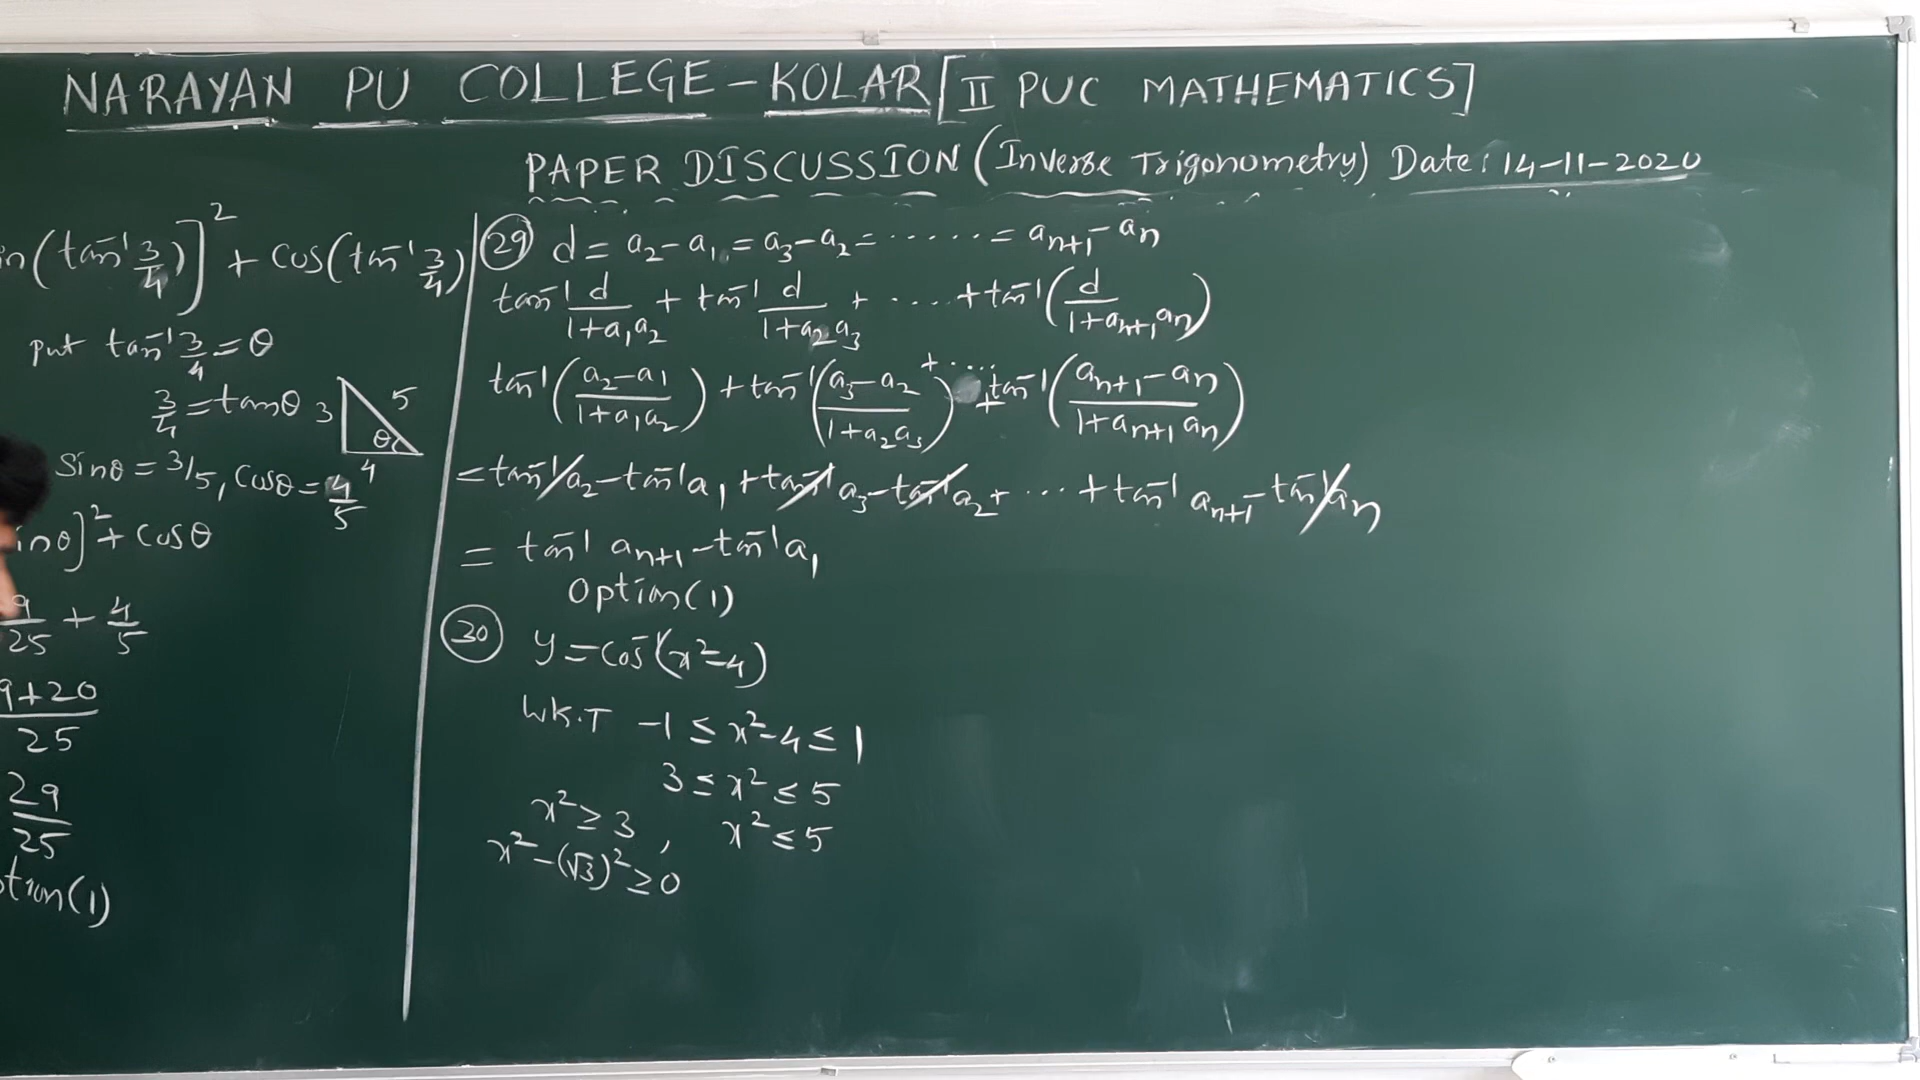 NARAYAN PU COLLEGE-KOLAR [II PUC MATHEMATICS]
PAPER DISCUSSION (Inverse Trigonometry) Date: 14-11-2020
in(tan⁻¹ 3/4)]² + cos(tan⁻¹ 3/4)
put tan⁻¹ 3/4 = θ
3/4 = tanθ 3 5 θ 4
Sinθ = 3/5, cosθ = 4/5
inθ]² + cosθ
9/25 + 4/5
9+20/25
29/25
tion(1)
29 d = a₂-a₁ = a₃-a₂ = ...... = aₙ₊₁-aₙ
tan⁻¹ d/1+a₁a₂ + tan⁻¹ d/1+a₂a₃ + .... + tan⁻¹(d/1+aₙ₊₁aₙ)
tan⁻¹(a₂-a₁/1+a₁a₂) + tan⁻¹(a₃-a₂/1+a₂a₃) + .... + tan⁻¹(aₙ₊₁-aₙ/1+aₙ₊₁aₙ)
= tan⁻¹a₂ - tan⁻¹a₁ + tan⁻¹a₃ - tan⁻¹a₂ + ... + tan⁻¹aₙ₊₁ - tan⁻¹aₙ
= tan⁻¹ aₙ₊₁ - tan⁻¹a₁
Option(1)
30 y = cos⁻¹(x²-4)
WK.T -1 ≤ x²-4 ≤ 1
3 ≤ x² ≤ 5
x² ≥ 3, x² ≤ 5
x²-(√3)² ≥ 0